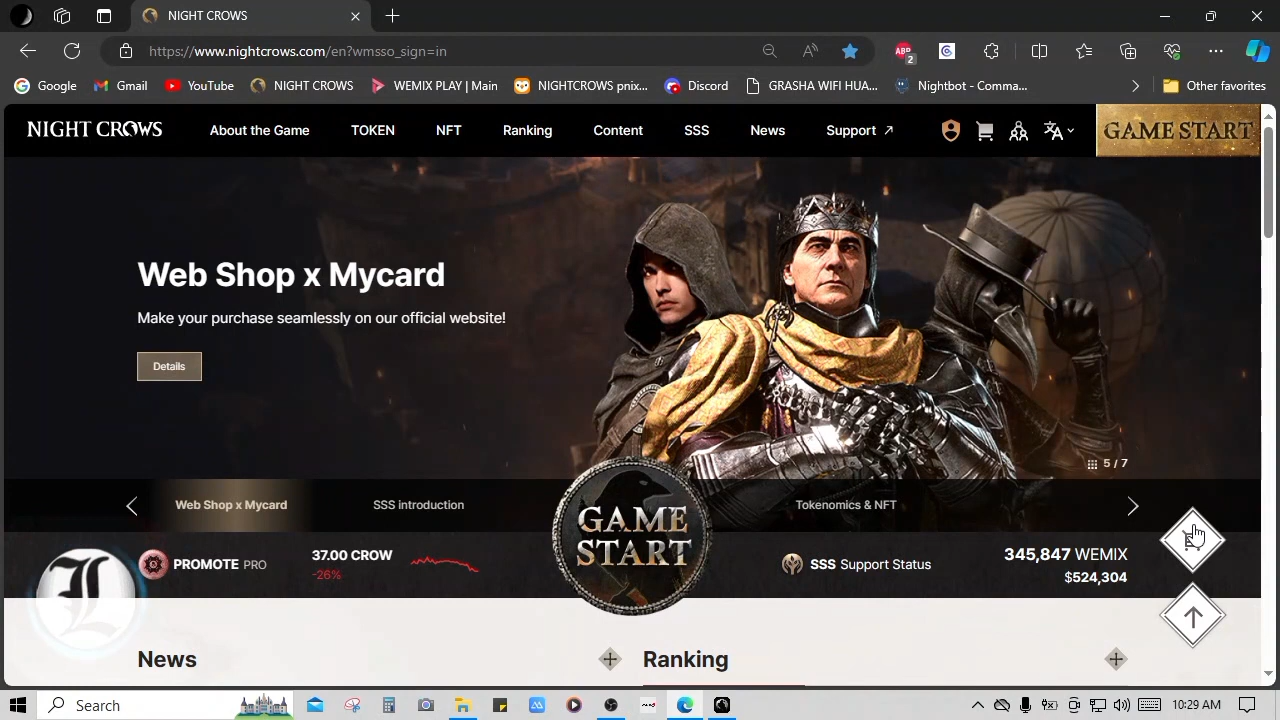 NIGHT CROWS
https://www.nightcrows.com/en?wmsso_sign=in
ABP
2
Google
Gmail
YouTube
NIGHT CROWS
WEMIX PLAY | Main
NIGHTCROWS pnix...
Discord
GRASHA WIFI HUA...
Nightbot - Comma...
Other favorites
NIGHT CROWS
About the Game
TOKEN
NFT
Ranking
Content
SSS
News
Support
GAME START
Web Shop x Mycard
Make your purchase seamlessly on our official website!
Details
5 / 7
Web Shop x Mycard
SSS introduction
Tokenomics & NFT
GAME
START
PROMOTE PRO
37.00 CROW
-26%
SSS Support Status
345,847 WEMIX
$524,304
News
Ranking
Search
10:29 AM